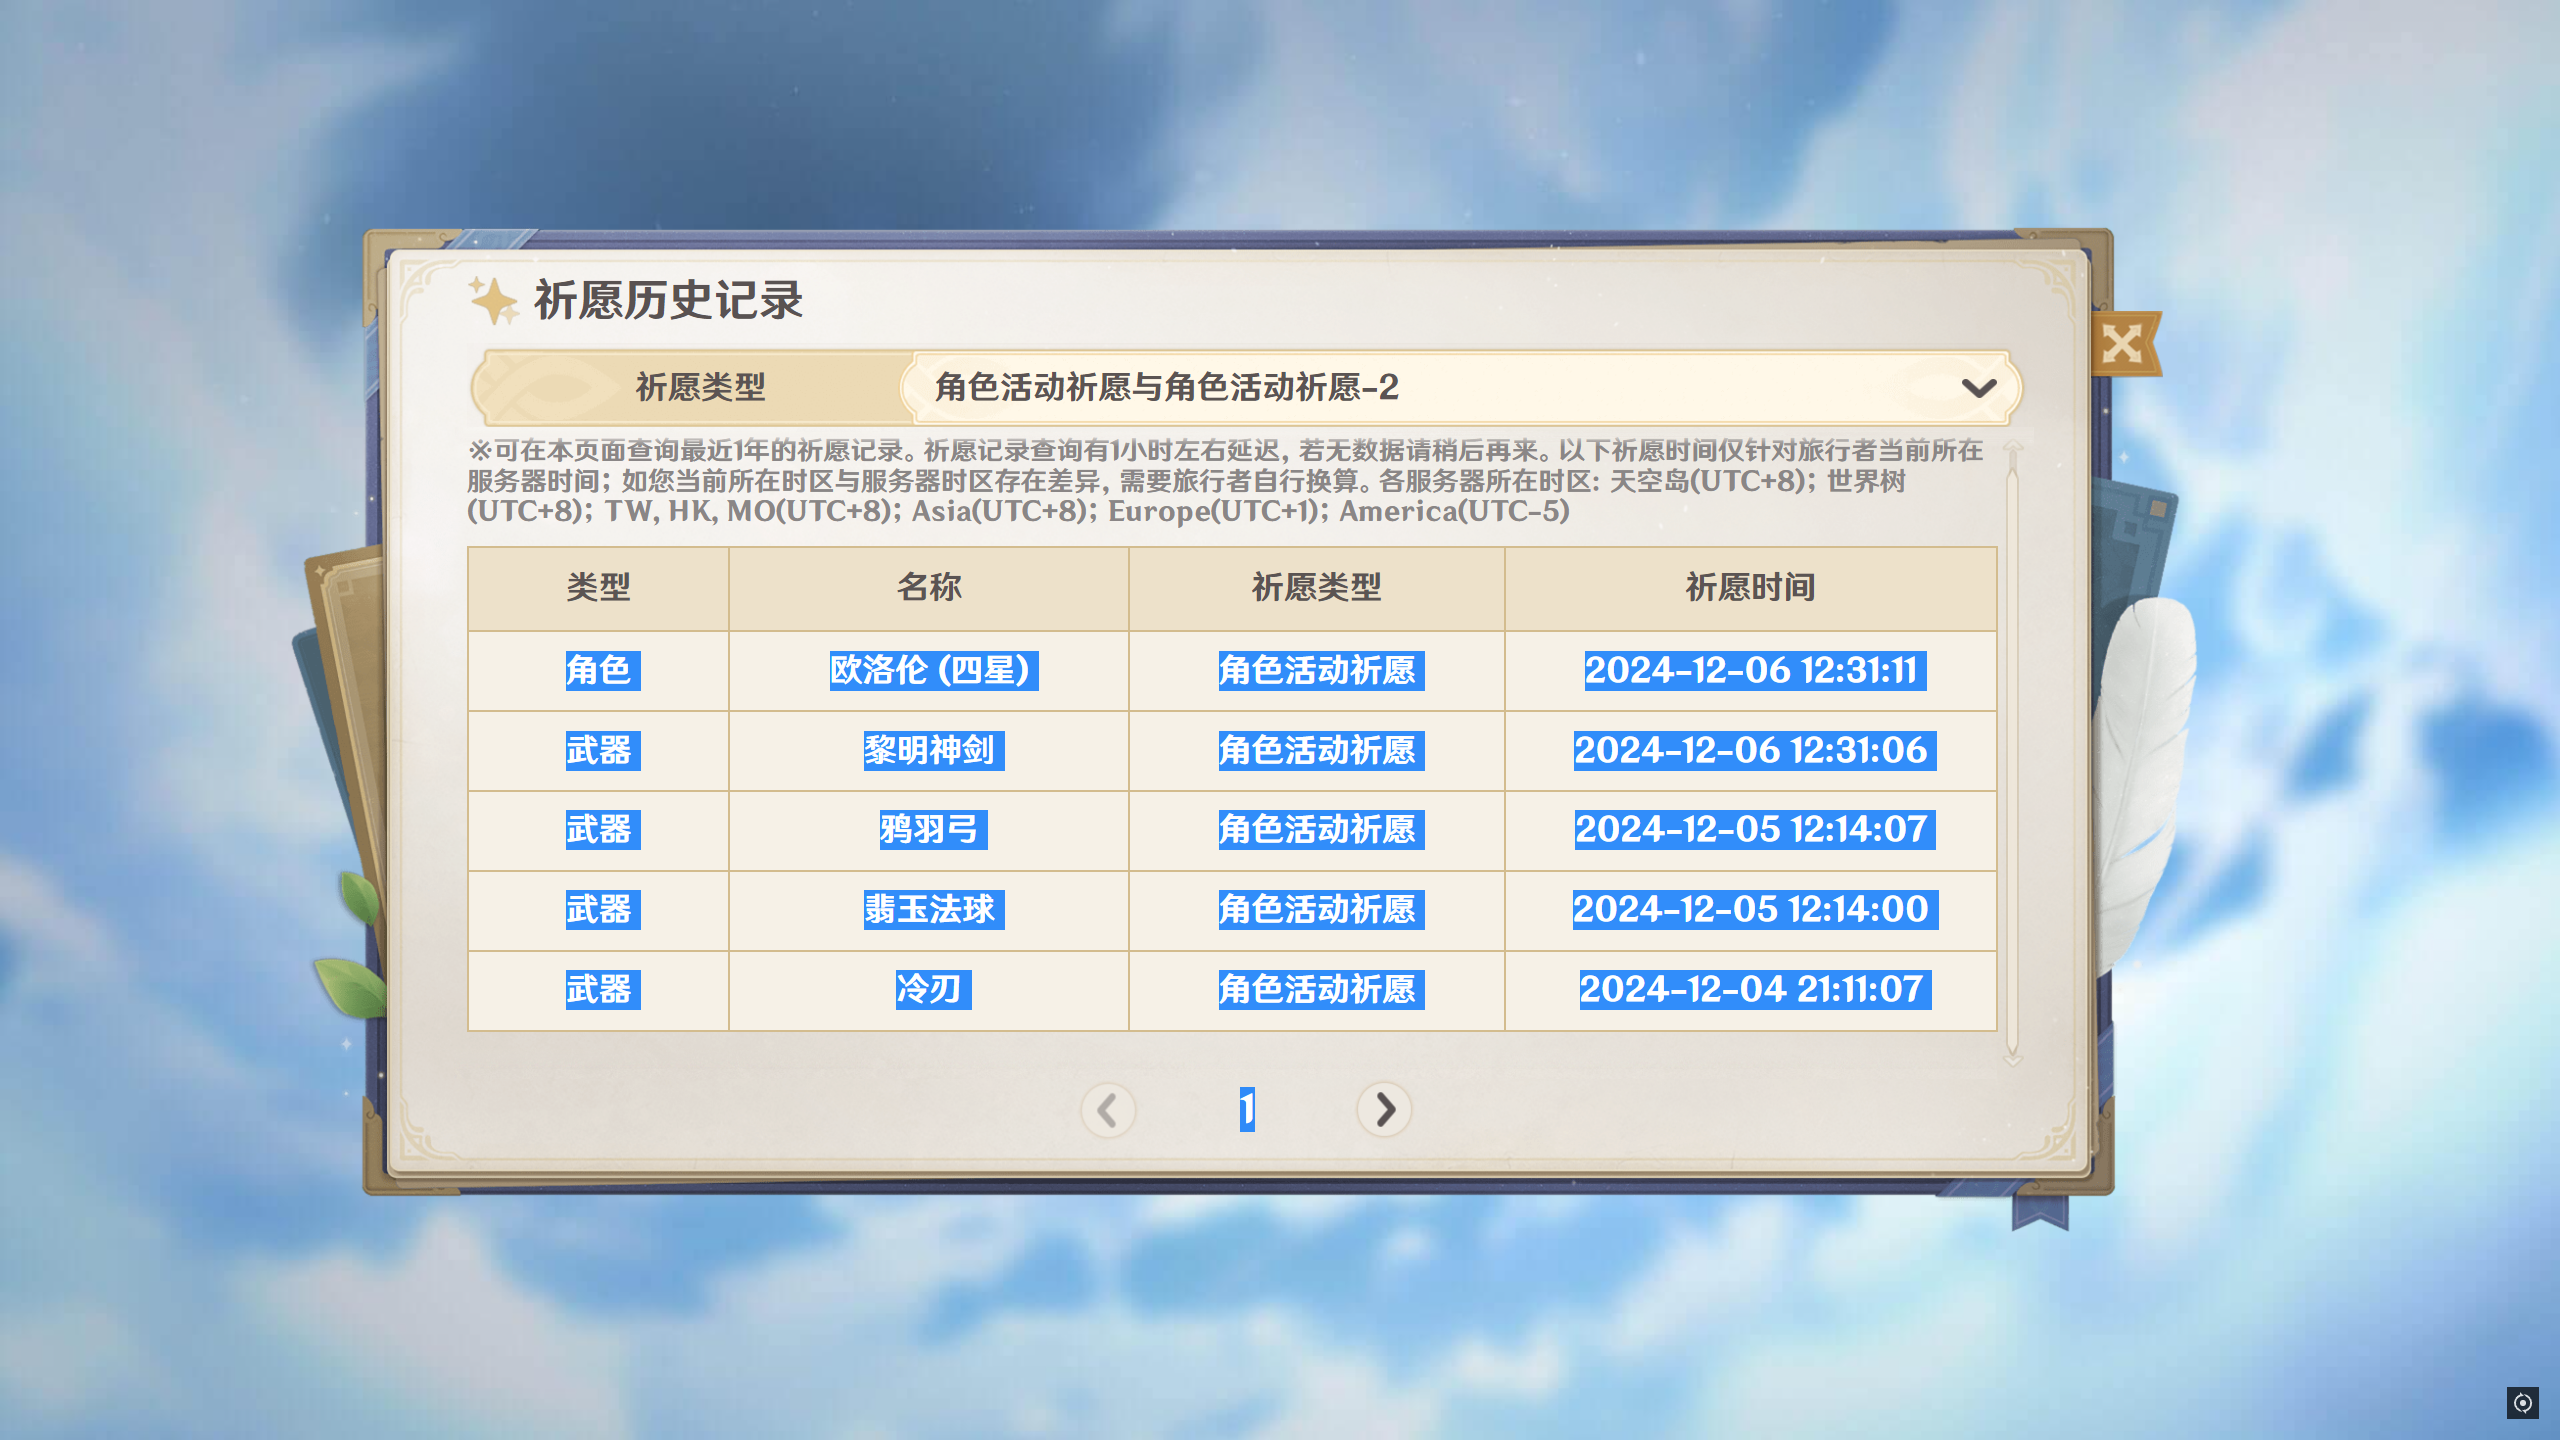 祈愿历史记录
祈愿类型 角色活动祈愿与角色活动祈愿-2
※可在本页面查询最近1年的祈愿记录。祈愿记录查询有1小时左右延迟，若无数据请稍后再来。以下祈愿时间仅针对旅行者当前所在
服务器时间；如您当前所在时区与服务器时区存在差异，需要旅行者自行换算。各服务器所在时区：天空岛(UTC+8)；世界树
(UTC+8)；TW, HK, MO(UTC+8)；Asia(UTC+8)；Europe(UTC+1)；America(UTC-5)
类型 名称 祈愿类型 祈愿时间
角色 欧洛伦 (四星) 角色活动祈愿 2024-12-06 12:31:11
武器 黎明神剑 角色活动祈愿 2024-12-06 12:31:06
武器 鸦羽弓 角色活动祈愿 2024-12-05 12:14:07
武器 翡玉法球 角色活动祈愿 2024-12-05 12:14:00
武器 冷刃 角色活动祈愿 2024-12-04 21:11:07
1